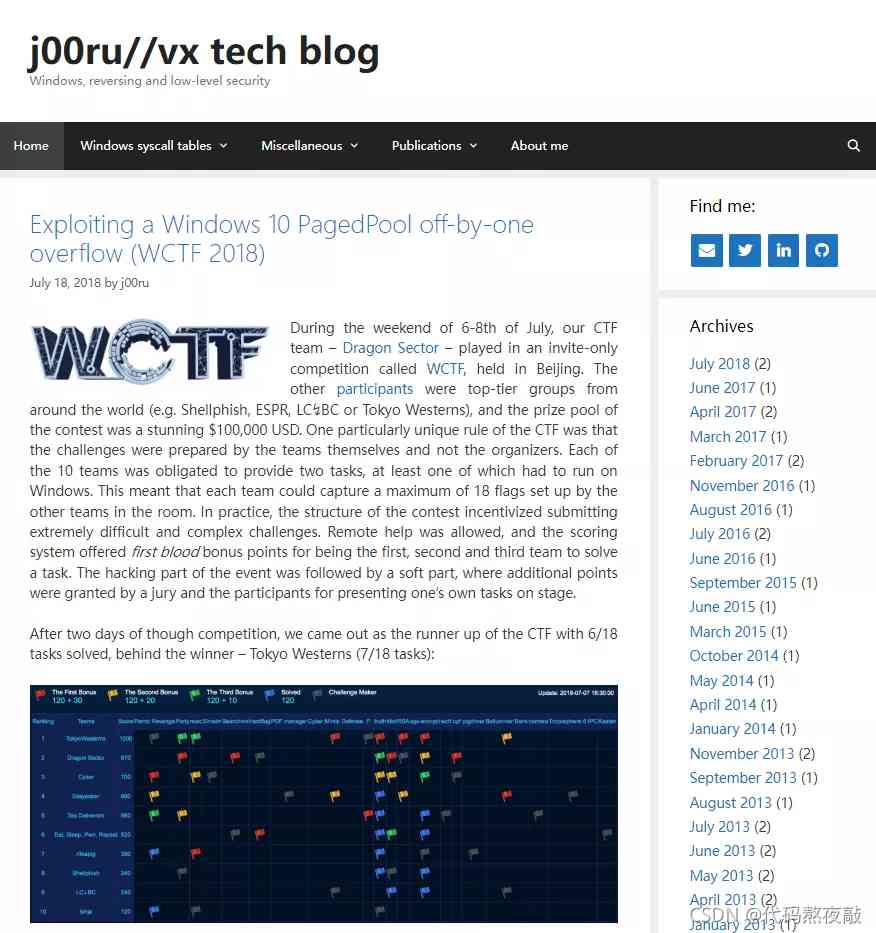 j00ru//vx tech blog
Windows, reversing and low-level security
Home
Windows syscall tables
Miscellaneous
Publications
About me
Exploiting a Windows 10 PagedPool off-by-one
overflow (WCTF 2018)
July 18, 2018 by j00ru
WCTF
During the weekend of 6-8th of July, our CTF
team – Dragon Sector – played in an invite-only
competition called WCTF, held in Beijing. The
other participants were top-tier groups from
around the world (e.g. Shellphish, ESPR, LC↯BC or Tokyo Westerns), and the prize pool of
the contest was a stunning $100,000 USD. One particularly unique rule of the CTF was that
the challenges were prepared by the teams themselves and not the organizers. Each of
the 10 teams was obligated to provide two tasks, at least one of which had to run on
Windows. This meant that each team could capture a maximum of 18 flags set up by the
other teams in the room. In practice, the structure of the contest incentivized submitting
extremely difficult and complex challenges. Remote help was allowed, and the scoring
system offered first blood bonus points for being the first, second and third team to solve
a task. The hacking part of the event was followed by a soft part, where additional points
were granted by a jury and the participants for presenting one's own tasks on stage.
After two days of though competition, we came out as the runner up of the CTF with 6/18
tasks solved, behind the winner – Tokyo Westerns (7/18 tasks):
The First Bonus
120 + 30
The Second Bonus
120 + 20
The Third Bonus
120 + 10
Solved
120
Challenge Maker
Update: 2018-07-07 16:30:00
Ranking Teams Score
1 TokyoWesterns 1000
2 Dragon Sector 870
3 Cykor 700
4
5 660
6 Eat, Sleep, Pwn, Repeat 520
7 390
8 Shellphish 240
9 LC↯BC 240
10 120
Find me:
Archives
July 2018 (2)
June 2017 (1)
April 2017 (2)
March 2017 (1)
February 2017 (2)
November 2016 (1)
August 2016 (1)
July 2016 (2)
June 2016 (1)
September 2015 (1)
June 2015 (1)
March 2015 (1)
October 2014 (1)
May 2014 (1)
April 2014 (1)
January 2014 (1)
November 2013 (2)
September 2013 (1)
August 2013 (1)
July 2013 (2)
June 2013 (2)
May 2013 (2)
April 2013 (2)
January 2013 (1)
CSDN @代码熬夜敲